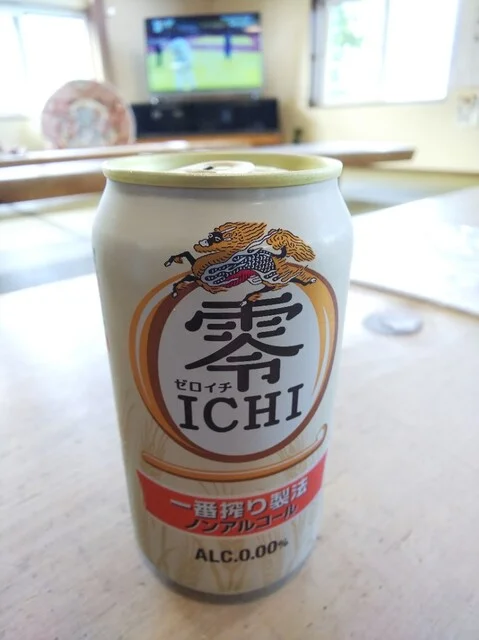 零
ゼロイチ
ICHI
一番搾り製法
ノンアルコール
ALC.0.00%